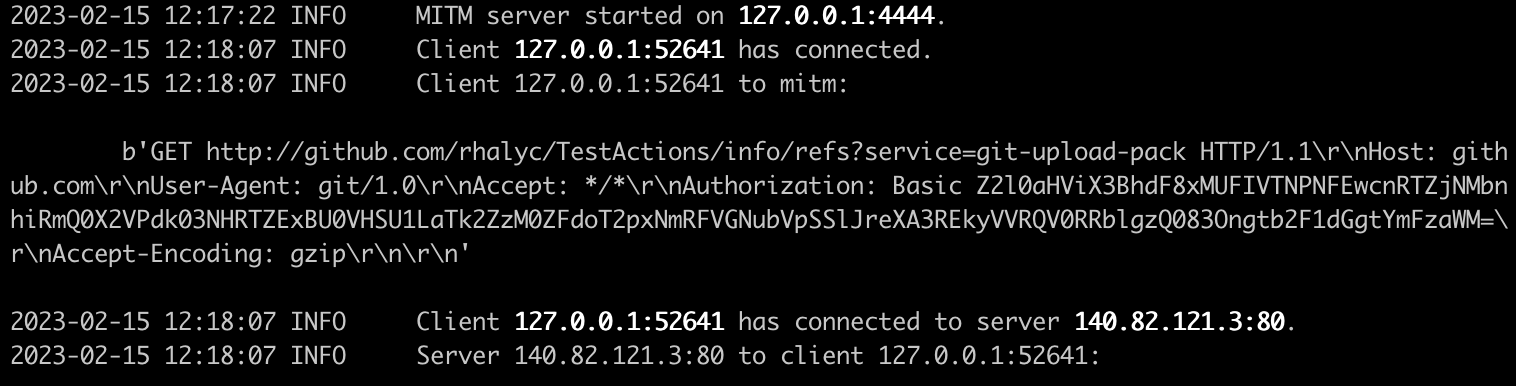 2023-02-15 12:17:22 INFO MITM server started on 127.0.0.1:4444.
2023-02-15 12:18:07 INFO Client 127.0.0.1:52641 has connected.
2023-02-15 12:18:07 INFO Client 127.0.0.1:52641 to mitm:
b'GET http://github.com/rhalyc/TestActions/info/refs?service=git-upload-pack HTTP/1.1\r\nHost: gith
ub.com\r\nUser-Agent: git/1.0\r\nAccept: */*\r\nAuthorization: Basic Z2l0aHViX3BhdF8xMUFIVTNPNFEwcnRTZjNMbn
hiRmQ0X2VPdk03NHRTZExBU0VHSU1LaTk2ZzM0ZFdoT2pxNmRFVGNubVpSSlJreXA3REkyVVRQV0RRblgzQ083Ongtb2F1dGgtYmFzaWM=\
r\nAccept-Encoding: gzip\r\n\r\n'
2023-02-15 12:18:07 INFO Client 127.0.0.1:52641 has connected to server 140.82.121.3:80.
2023-02-15 12:18:07 INFO Server 140.82.121.3:80 to client 127.0.0.1:52641: